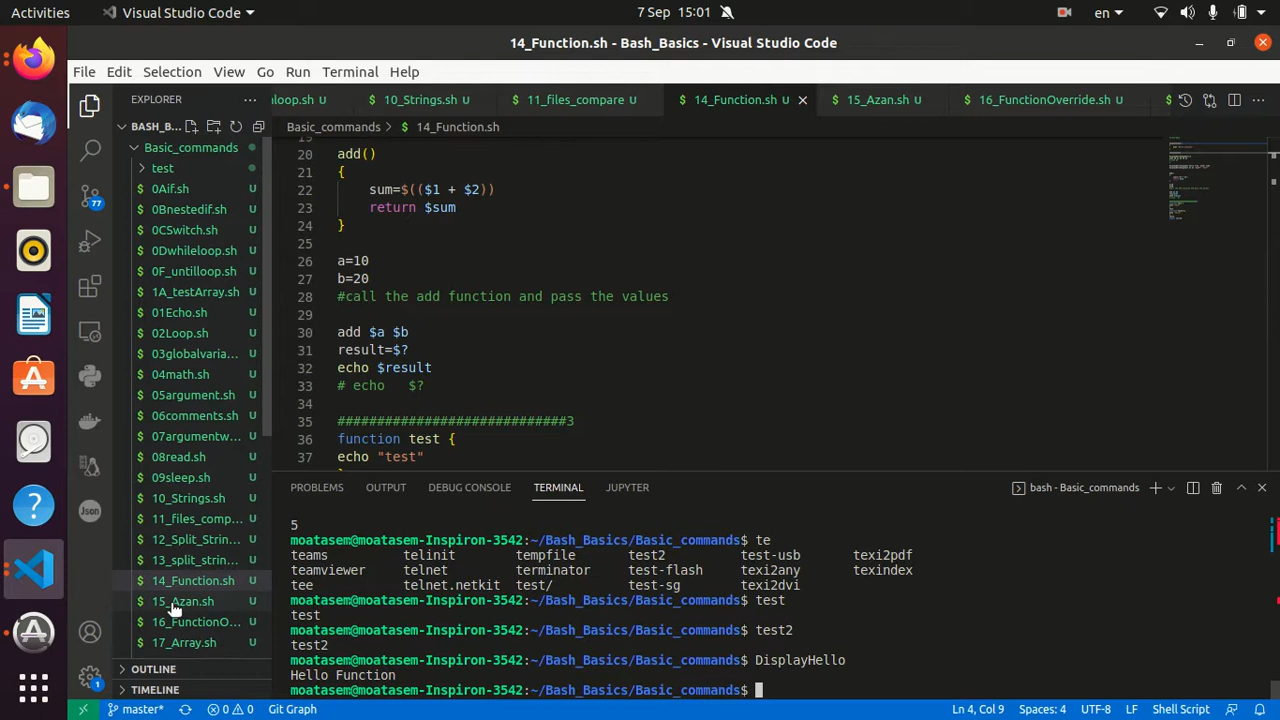 Activities
Visual Studio Code
7 Sep 15:01
en
14_Function.sh - Bash_Basics - Visual Studio Code
File Edit Selection View Go Run Terminal Help
EXPLORER
loop.sh U
$ 10_Strings.sh U
$ 11_files_compare U
$ 14_Function.sh U
$ 15_Azan.sh U
$ 16_FunctionOverride.sh U
$
BASH_B...
Basic_commands > 14_Function.sh
Basic_commands
test
$ 0Aif.sh U
$ 0Bnestedif.sh U
$ 0CSwitch.sh U
$ 0Dwhileloop.sh U
$ 0F_untilloop.sh U
$ 1A_testArray.sh U
$ 01Echo.sh U
$ 02Loop.sh U
$ 03globalvaria... U
$ 04math.sh U
$ 05argument.sh U
$ 06comments.sh U
$ 07argumentw... U
$ 08read.sh U
$ 09sleep.sh U
$ 10_Strings.sh U
$ 11_files_comp... U
$ 12_Split_Strin... U
$ 13_split_strin... U
$ 14_Function.sh U
$ 15_Azan.sh U
$ 16_FunctionO... U
$ 17_Array.sh U
OUTLINE
TIMELINE
77
Json
1
20 add()
21 {
22 sum=$(($1 + $2))
23 return $sum
24 }
25
26 a=10
27 b=20
28 #call the add function and pass the values
29
30 add $a $b
31 result=$?
32 echo $result
33 # echo   $?
34
35 ############################3
36 function test {
37 echo "test"
PROBLEMS OUTPUT DEBUG CONSOLE TERMINAL JUPYTER
bash - Basic_commands
5
moatasem@moatasem-Inspiron-3542:~/Bash_Basics/Basic_commands$ te
teams telinit tempfile test2 test-usb texi2pdf
teamviewer telnet terminator test-flash texi2any texindex
tee telnet.netkit test/ test-sg texi2dvi
moatasem@moatasem-Inspiron-3542:~/Bash_Basics/Basic_commands$ test
test
moatasem@moatasem-Inspiron-3542:~/Bash_Basics/Basic_commands$ test2
test2
moatasem@moatasem-Inspiron-3542:~/Bash_Basics/Basic_commands$ DisplayHello
Hello Function
moatasem@moatasem-Inspiron-3542:~/Bash_Basics/Basic_commands$
master* 0 0 Git Graph
Ln 4, Col 9 Spaces: 4 UTF-8 LF Shell Script